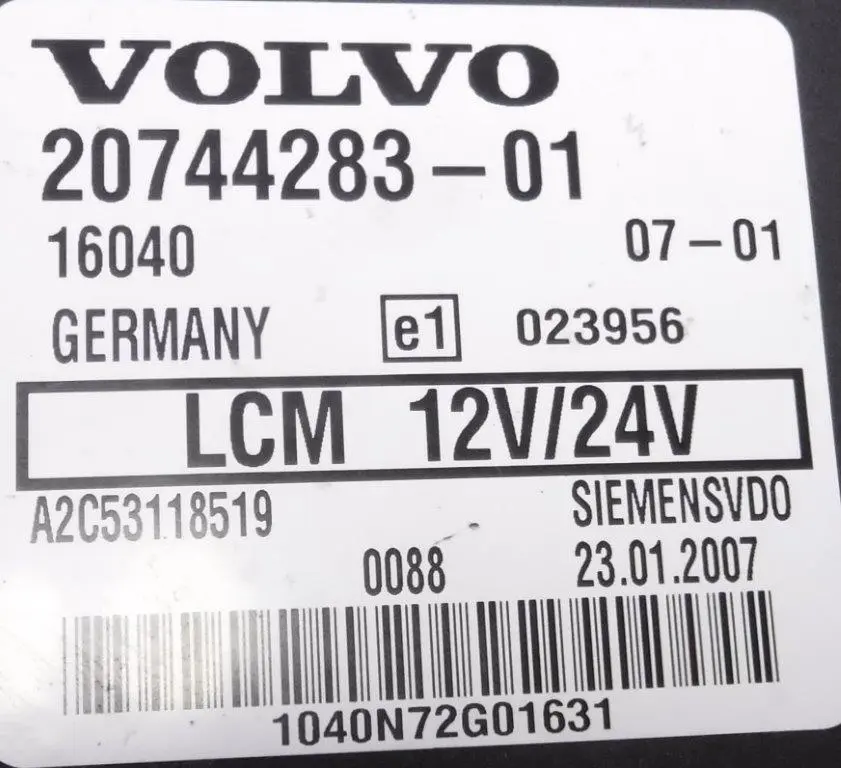 VOLVO
20744283-01
16040 07-01
GERMANY e1 023956
LCM 12V/24V
A2C53118519 SIEMENSVDO
0088 23.01.2007
1040N72G01631